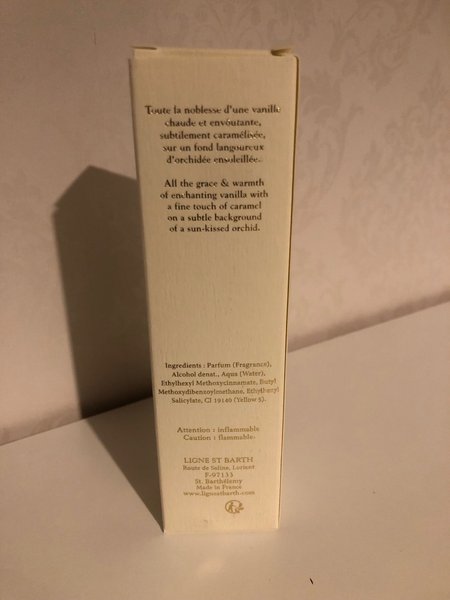 Toute la noblesse d'une vanille
chaude et envoûtante,
subtilement caramélisée,
sur un fond langoureux
d'orchidée ensoleillée.
All the grace & warmth
of enchanting vanilla with
a fine touch of caramel
on a subtle background
of a sun-kissed orchid.
Ingredients : Parfum (Fragrance),
Alcohol denat., Aqua (Water),
Ethylhexyl Methoxycinnamate, Butyl
Methoxydibenzoylmethane, Ethylhexyl
Salicylate, CI 19140 (Yellow 5).
Attention : inflammable
Caution : flammable.
LIGNE ST BARTH
Route de Saline, Lorient
F-97133
St. Barthélemy
Made in France
www.lignestbarth.com